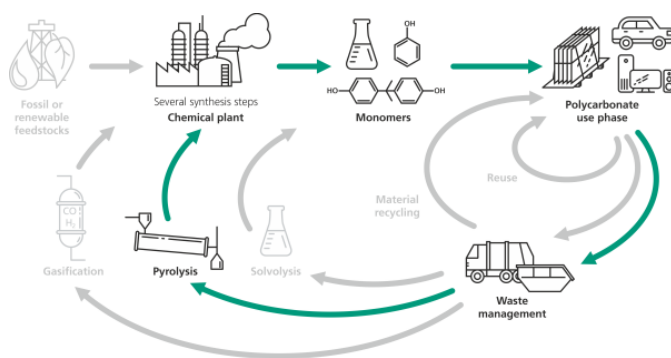 Fossil or
renewable
feedstocks
Several synthesis steps
Chemical plant
OH
HO
OH
Monomers
Polycarbonate
use phase
Reuse
Material
recycling
CO
H₂
Gasification
Pyrolysis
Solvolysis
Waste
management